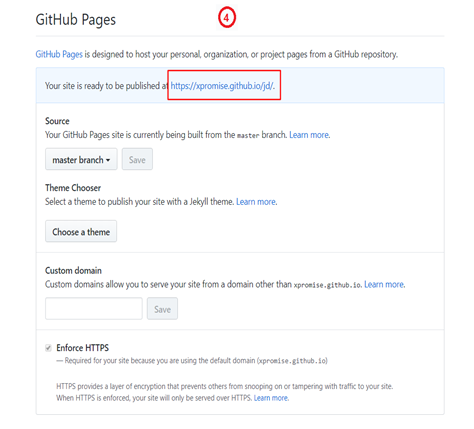 GitHub Pages
4
GitHub Pages is designed to host your personal, organization, or project pages from a GitHub repository.
Your site is ready to be published at https://xpromise.github.io/jd/.
Source
Your GitHub Pages site is currently being built from the master branch. Learn more.
master branch
Save
Theme Chooser
Select a theme to publish your site with a Jekyll theme. Learn more.
Choose a theme
Custom domain
Custom domains allow you to serve your site from a domain other than xpromise.github.io. Learn more.
Save
Enforce HTTPS
— Required for your site because you are using the default domain (xpromise.github.io)
HTTPS provides a layer of encryption that prevents others from snooping on or tampering with traffic to your site.
When HTTPS is enforced, your site will only be served over HTTPS. Learn more.